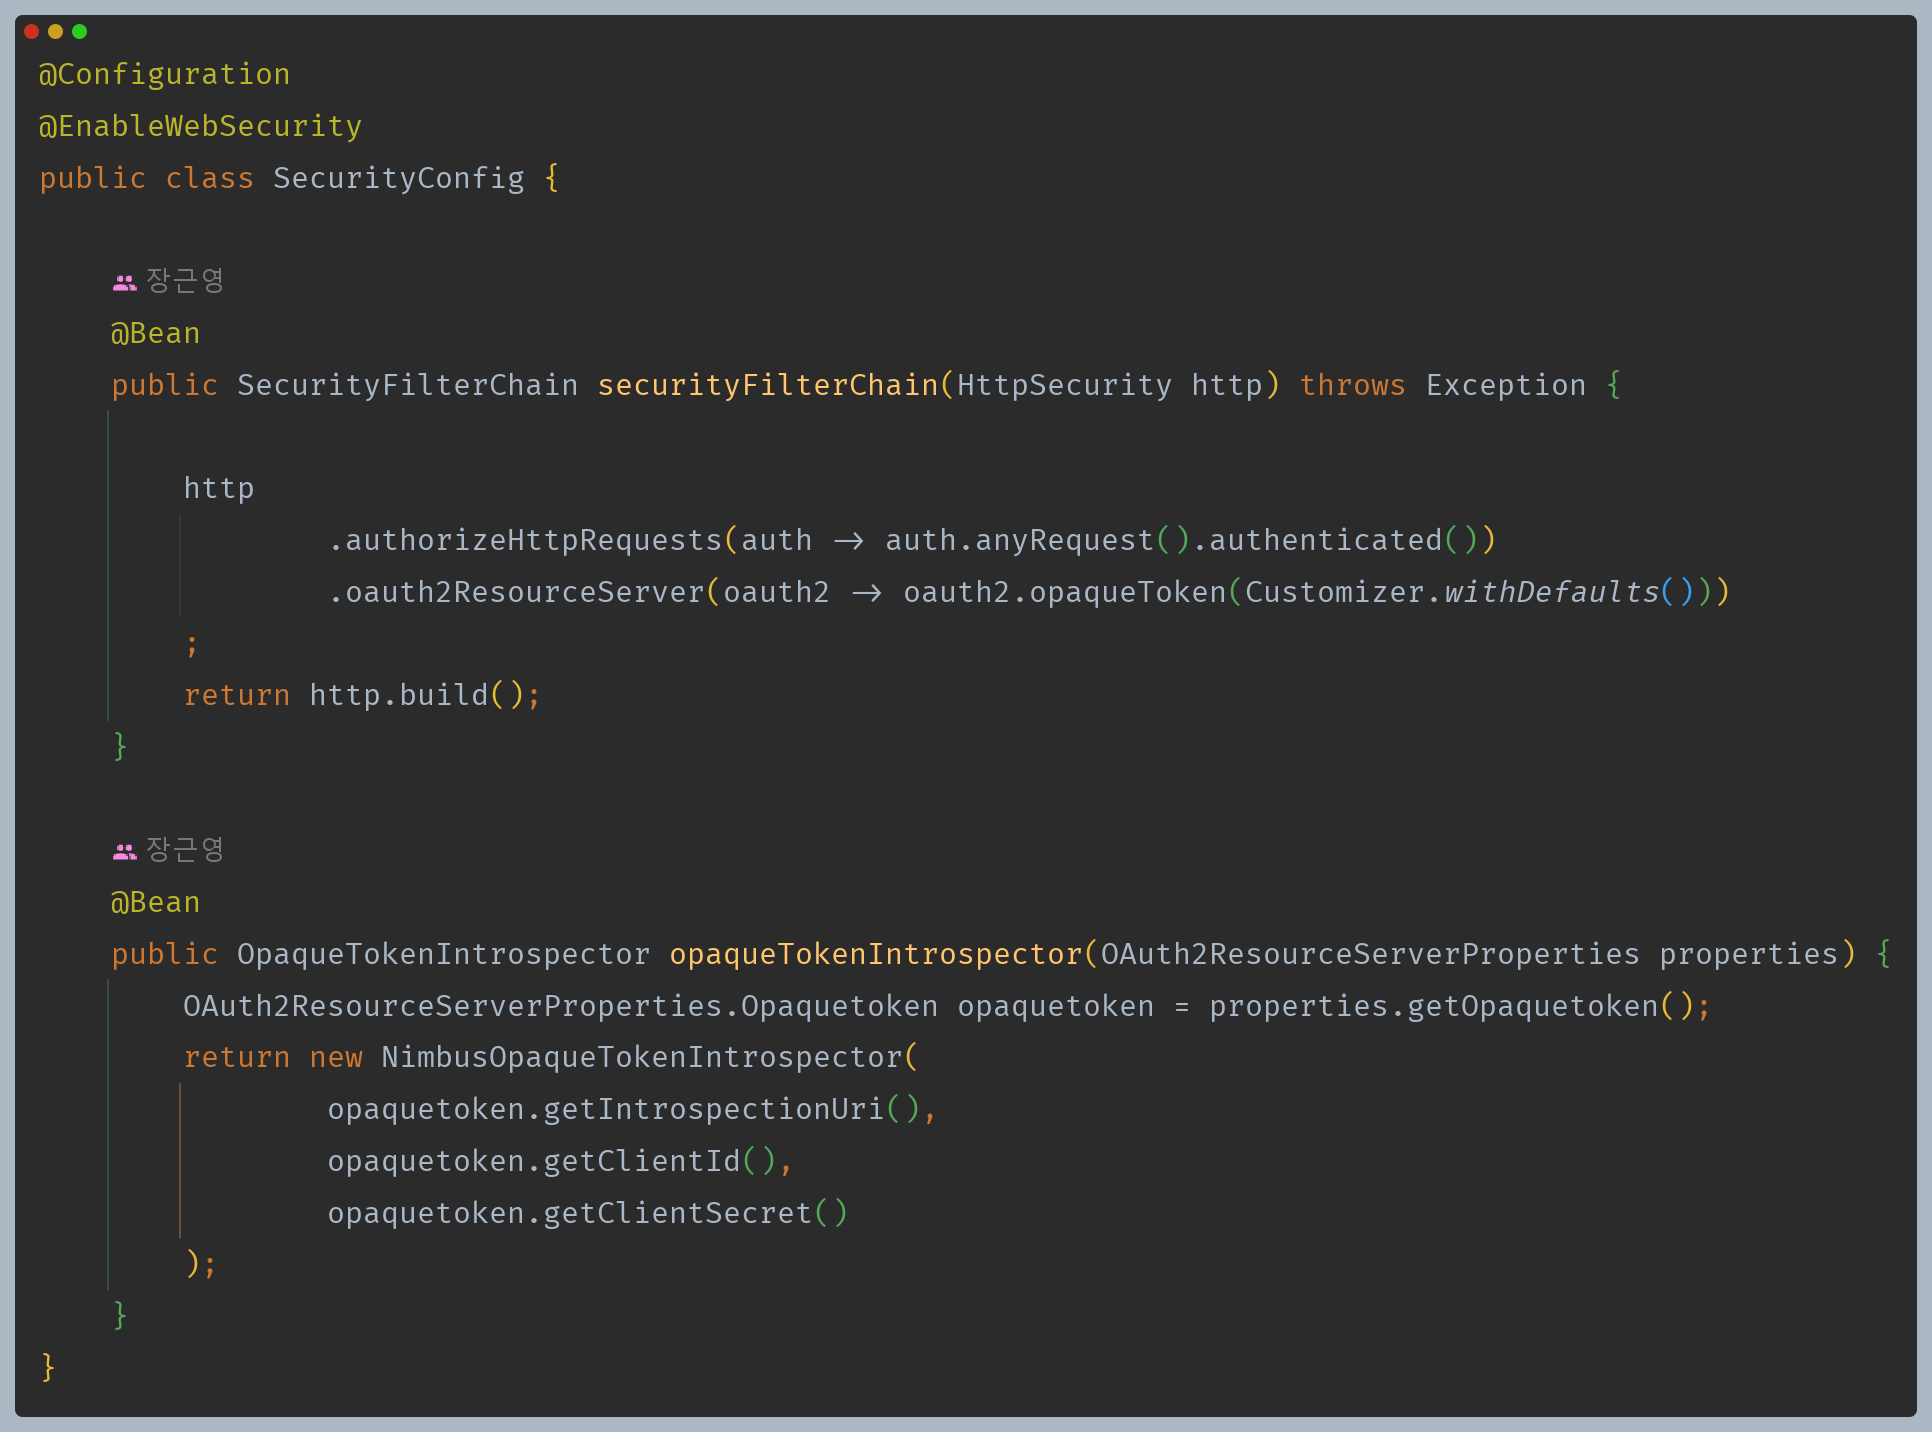 @Configuration
@EnableWebSecurity
public class SecurityConfig {
장근영
@Bean
public SecurityFilterChain securityFilterChain(HttpSecurity http) throws Exception {
http
.authorizeHttpRequests(auth -> auth.anyRequest().authenticated())
.oauth2ResourceServer(oauth2 -> oauth2.opaqueToken(Customizer.withDefaults()))
;
return http.build();
}
장근영
@Bean
public OpaqueTokenIntrospector opaqueTokenIntrospector(OAuth2ResourceServerProperties properties) {
OAuth2ResourceServerProperties.Opaquetoken opaquetoken = properties.getOpaquetoken();
return new NimbusOpaqueTokenIntrospector(
opaquetoken.getIntrospectionUri(),
opaquetoken.getClientId(),
opaquetoken.getClientSecret()
);
}
}